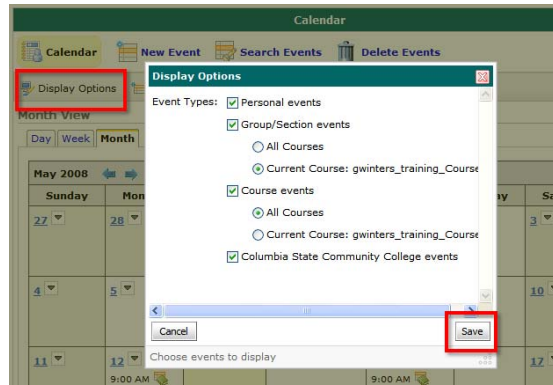 Calendar
Calendar New Event Search Events Delete Events
Display Options
Display Options
Month View
Event Types: Personal events
Group/Section events
All Courses
Current Course: gwinters_training_Course
Course events
All Courses
Current Course: gwinters_training_Course
Columbia State Community College events
Day Week Month
May 2008
Sunday Mon ay Sa
27 28 3
4 5 10
Cancel Save
Choose events to display
11 12 17
9:00 AM 9:00 AM